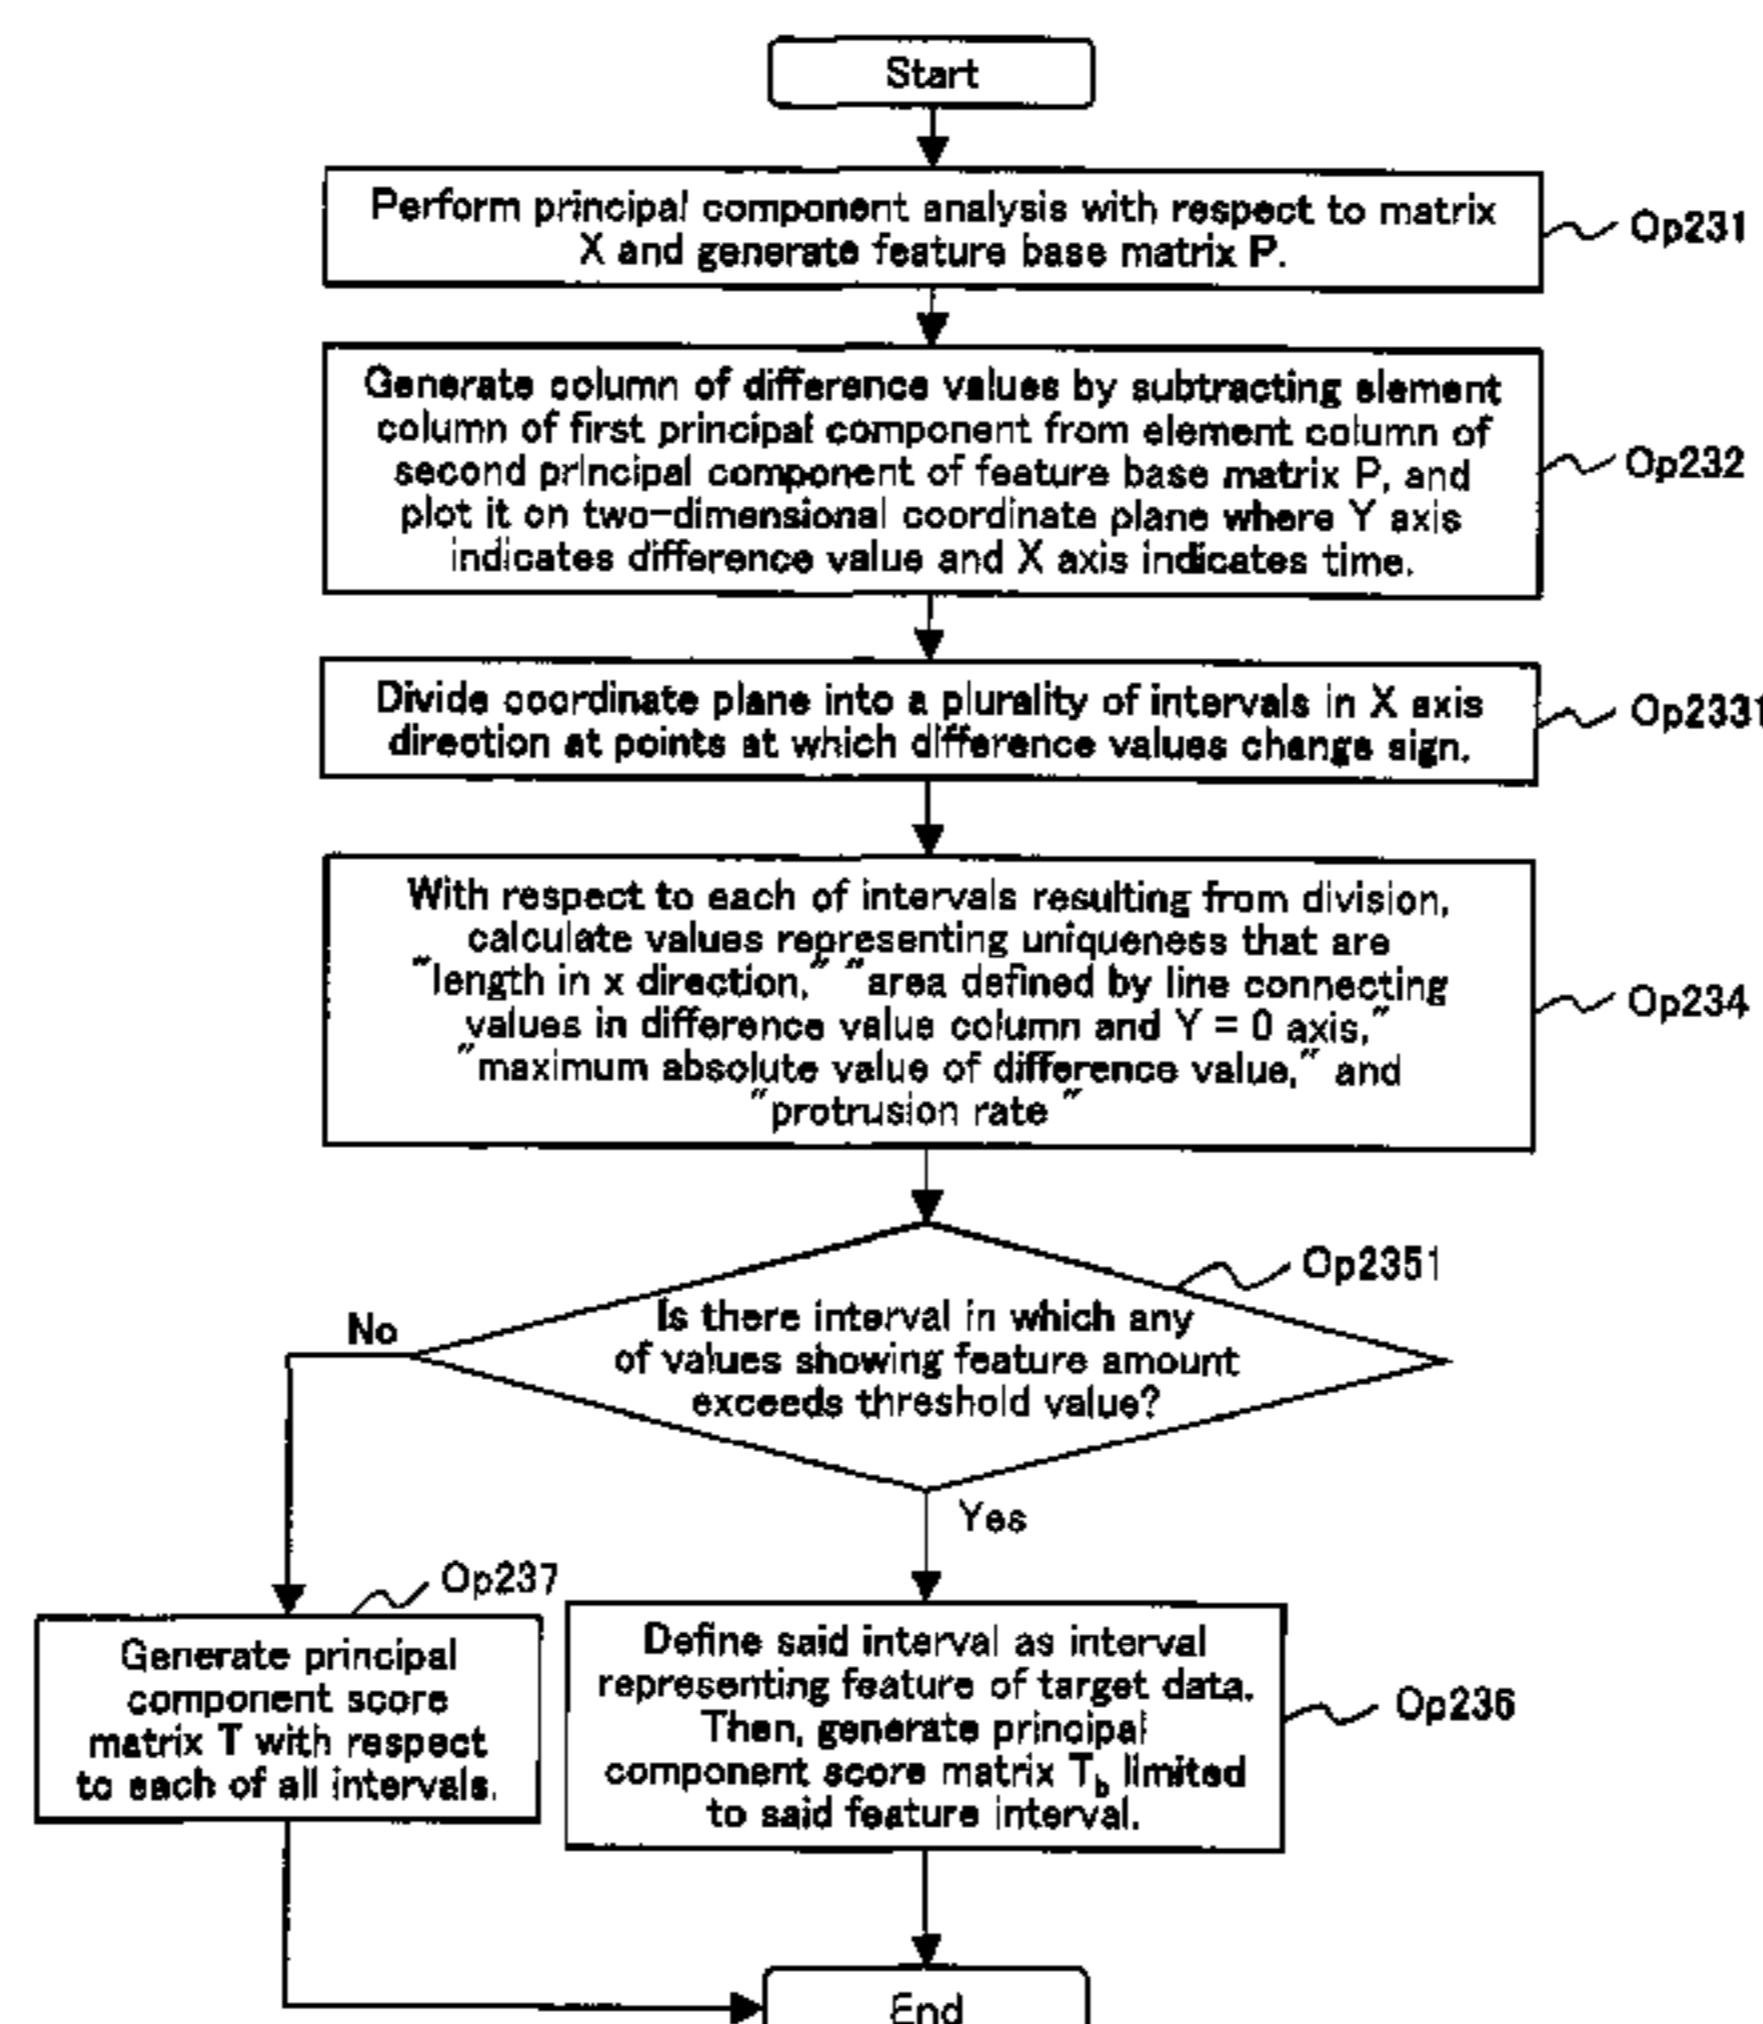 Start
Perform principal component analysis with respect to matrix
X and generate feature base matrix P.
Op231
Generate column of difference values by subtracting element
column of first principal component from element column of
second principal component of feature base matrix P, and
plot it on two-dimensional coordinate plane where Y axis
indicates difference value and X axis indicates time.
Op232
Divide coordinate plane into a plurality of intervals in X axis
direction at points at which difference values change sign.
Op2331
With respect to each of intervals resulting from division,
calculate values representing uniqueness that are
"length in x direction," "area defined by line connecting
values in difference value column and Y = 0 axis,"
"maximum absolute value of difference value," and
"protrusion rate "
Op234
Op2351
Is there interval in which any
of values showing feature amount
exceeds threshold value?
No
Yes
Op237
Generate principal
component score
matrix T with respect
to each of all intervals.
Define said interval as interval
representing feature of target data.
Then, generate principal
component score matrix Tb limited
to said feature interval.
Op236
End